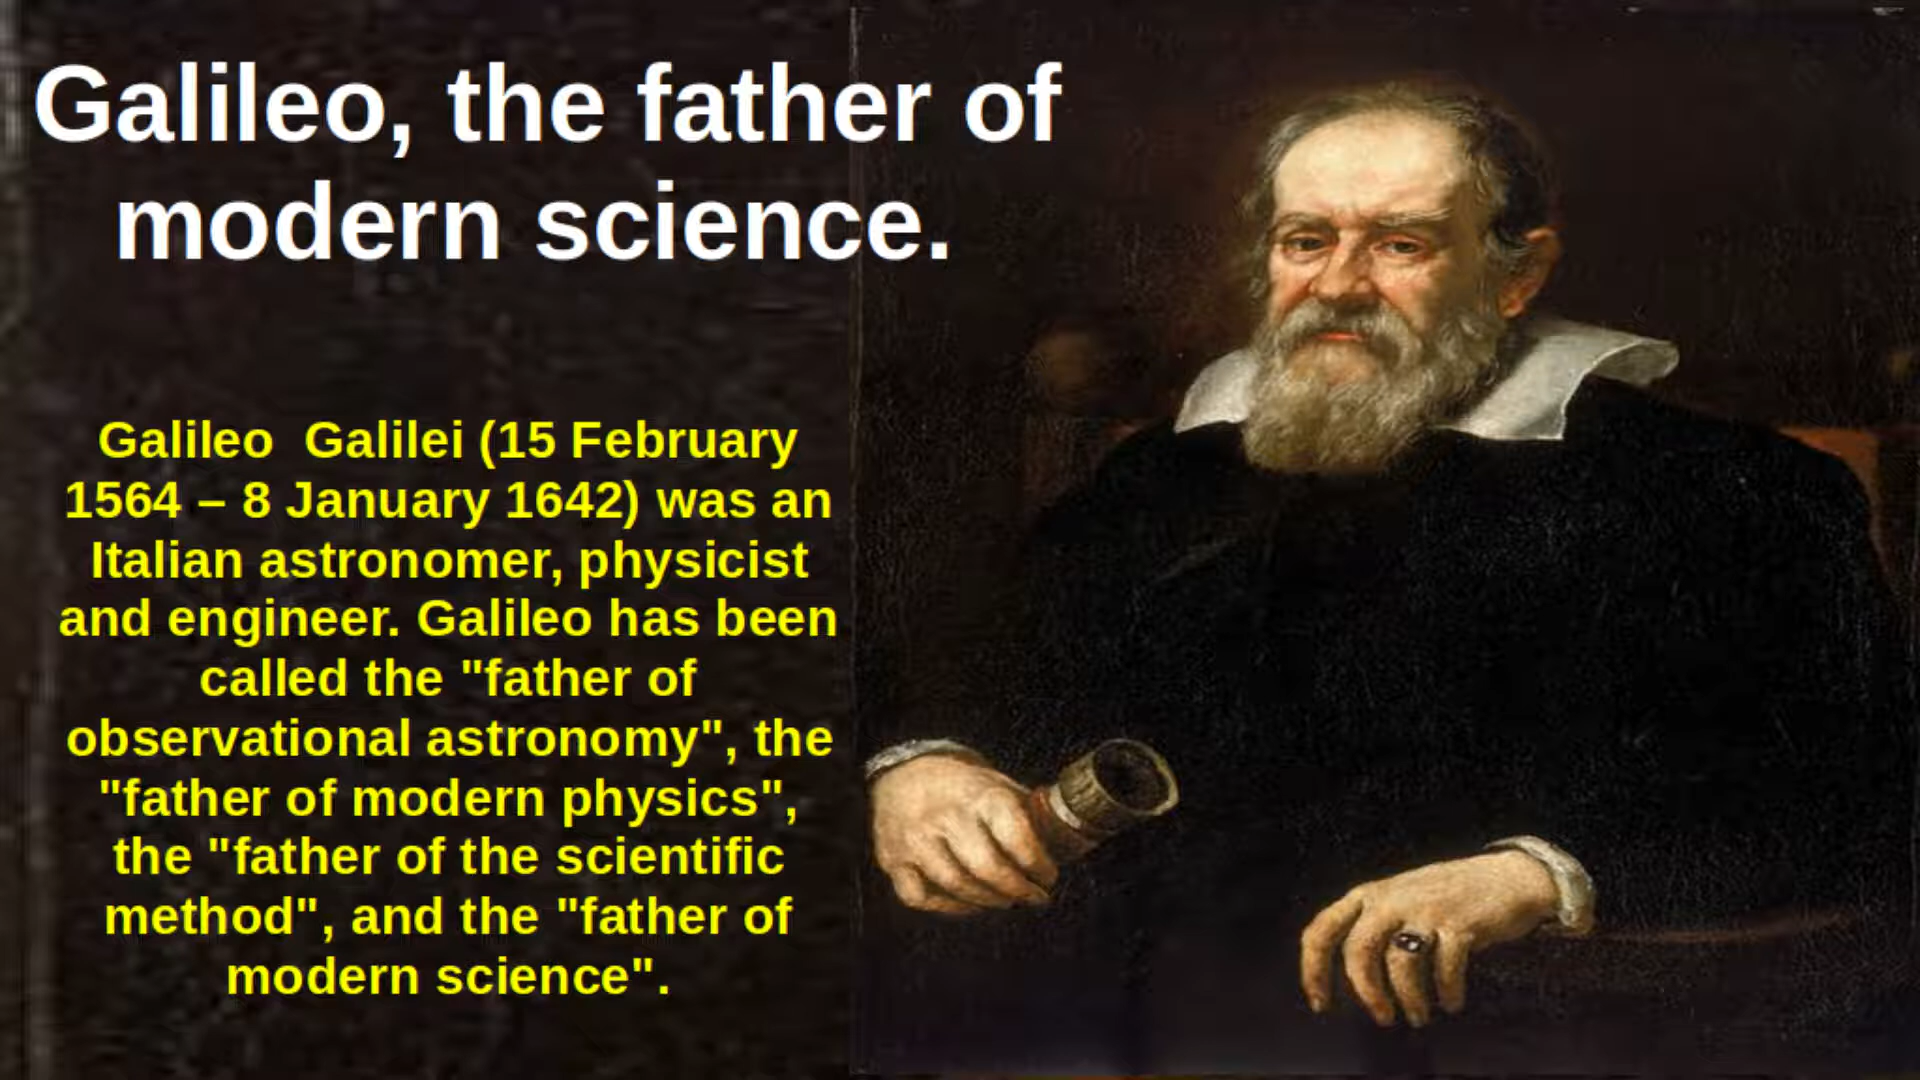 Galileo, the father of
modern science.
Galileo  Galilei (15 February
1564 – 8 January 1642) was an
Italian astronomer, physicist
and engineer. Galileo has been
called the "father of
observational astronomy", the
"father of modern physics",
the "father of the scientific
method", and the "father of
modern science".